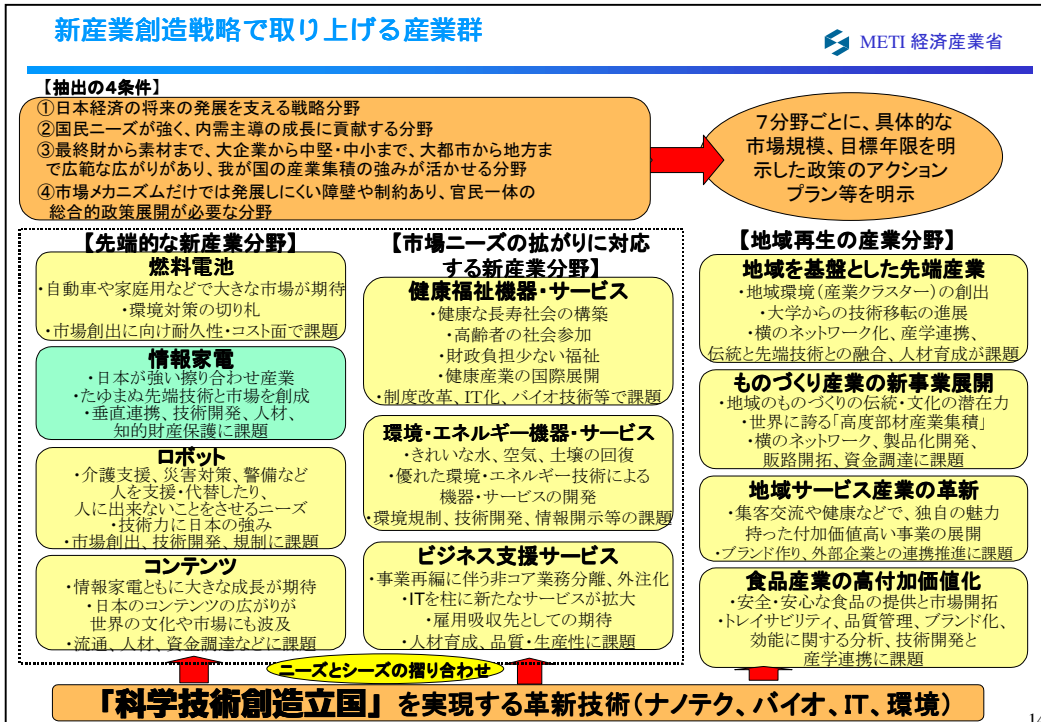 新産業創造戦略で取り上げる産業群
METI 経済産業省
【抽出の4条件】
①日本経済の将来の発展を支える戦略分野
②国民ニーズが強く、内需主導の成長に貢献する分野
③最終財から素材まで、大企業から中堅・中小まで、大都市から地方ま
で広範な広がりがあり、我が国の産業集積の強みが活かせる分野
④市場メカニズムだけでは発展しにくい障壁や制約あり、官民一体の
総合的政策展開が必要な分野
7分野ごとに、具体的な
市場規模、目標年限を明
示した政策のアクション
プラン等を明示
【先端的な新産業分野】
燃料電池
・自動車や家庭用などで大きな市場が期待
・環境対策の切り札
・市場創出に向け耐久性・コスト面で課題
情報家電
・日本が強い擦り合わせ産業
・たゆまぬ先端技術と市場を創成
・垂直連携、技術開発、人材、
知的財産保護に課題
ロボット
・介護支援、災害対策、警備など
人を支援・代替したり、
人に出来ないことをさせるニーズ
・技術力に日本の強み
・市場創出、技術開発、規制に課題
コンテンツ
・情報家電ともに大きな成長が期待
・日本のコンテンツの広がりが
世界の文化や市場にも波及
・流通、人材、資金調達などに課題
【市場ニーズの拡がりに対応
する新産業分野】
健康福祉機器・サービス
・健康な長寿社会の構築
・高齢者の社会参加
・財政負担少ない福祉
・健康産業の国際展開
・制度改革、IT化、バイオ技術等で課題
環境・エネルギー機器・サービス
・きれいな水、空気、土壌の回復
・優れた環境・エネルギー技術による
機器・サービスの開発
・環境規制、技術開発、情報開示等の課題
ビジネス支援サービス
・事業再編に伴う非コア業務分離、外注化
・ITを柱に新たなサービスが拡大
・雇用吸収先としての期待
・人材育成、品質・生産性に課題
【地域再生の産業分野】
地域を基盤とした先端産業
・地域環境(産業クラスター)の創出
・大学からの技術移転の進展
・横のネットワーク化、産学連携、
伝統と先端技術との融合、人材育成が課題
ものづくり産業の新事業展開
・地域のものづくりの伝統・文化の潜在力
・世界に誇る「高度部材産業集積」
・横のネットワーク、製品化開発、
販路開拓、資金調達に課題
地域サービス産業の革新
・集客交流や健康などで、独自の魅力
持った付加価値高い事業の展開
・ブランド作り、外部企業との連携推進に課題
食品産業の高付加価値化
・安全・安心な食品の提供と市場開拓
・トレイサビリティ、品質管理、ブランド化、
効能に関する分析、技術開発と
産学連携に課題
ニーズとシーズの摺り合わせ
「科学技術創造立国」を実現する革新技術(ナノテク、バイオ、IT、環境)